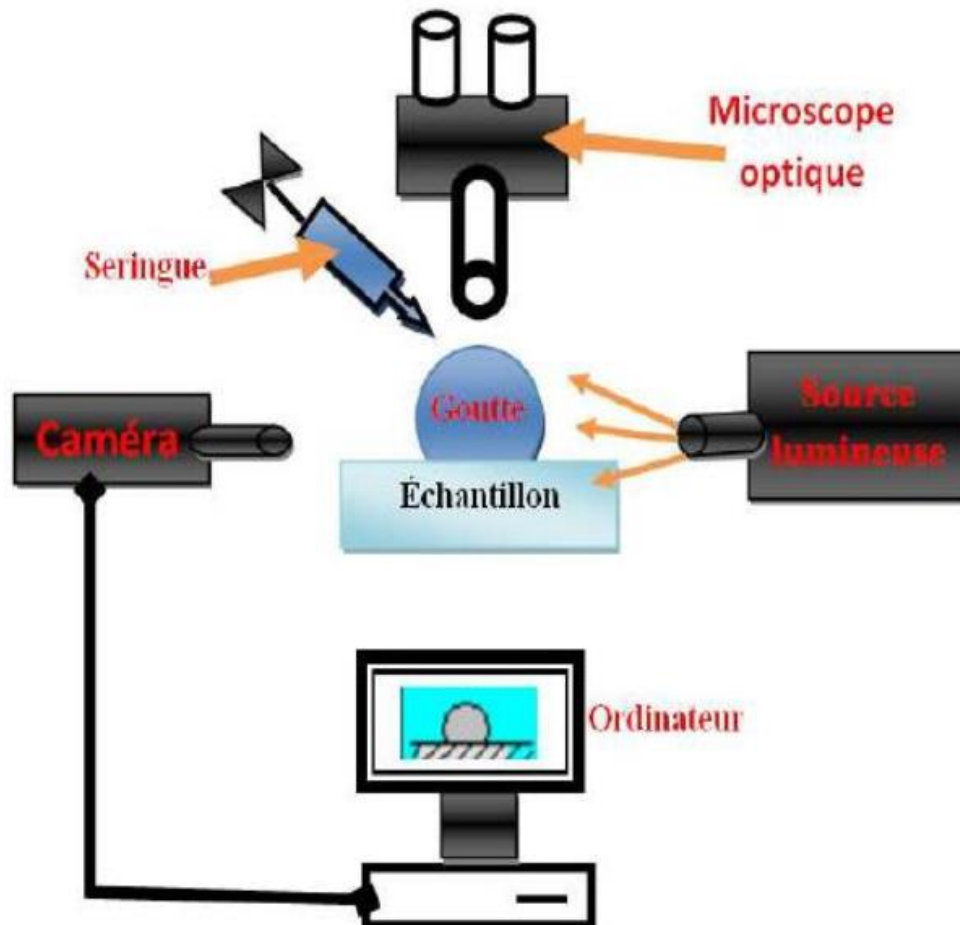 Microscope
optique
Seringue
Goutte
Source
lumineuse
Caméra
Échantillon
Ordinateur